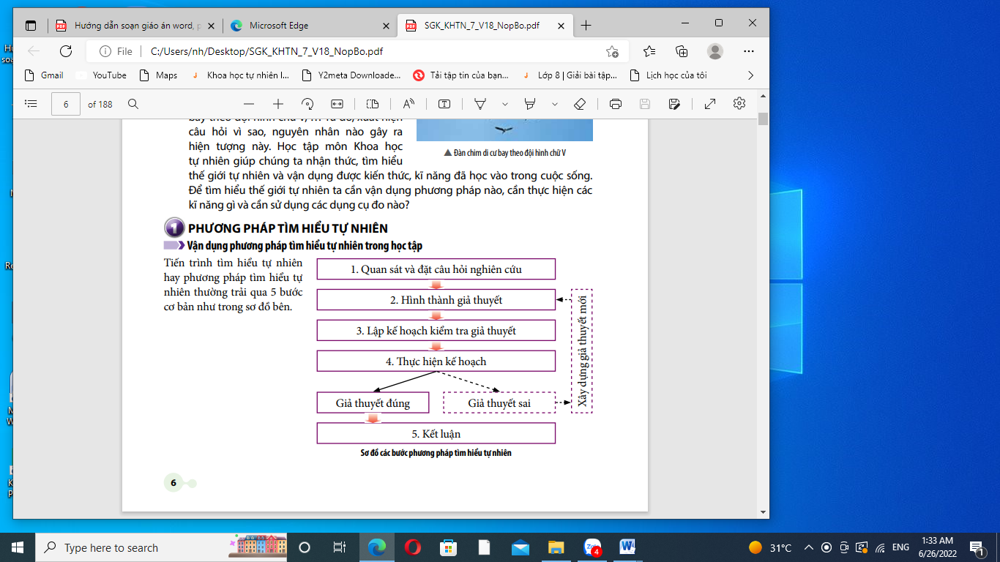 Hướng dẫn soạn giáo án word, p
Microsoft Edge
SGK_KHTN_7_V18_NopBo.pdf
File
C:/Users/nh/Desktop/SGK_KHTN_7_V18_NopBo.pdf
Gmail
YouTube
Maps
Khoa học tự nhiên l...
Y2meta Downloade...
Tải tập tin của bạn...
Lớp 8 | Giải bài tập...
Lịch học của tôi
6 of 188
câu hỏi vì sao, nguyên nhân nào gây ra
hiện tượng này. Học tập môn Khoa học
tự nhiên giúp chúng ta nhận thức, tìm hiểu
thế giới tự nhiên và vận dụng được kiến thức, kĩ năng đã học vào trong cuộc sống.
Để tìm hiểu thế giới tự nhiên ta cần vận dụng phương pháp nào, cần thực hiện các
kĩ năng gì và cần sử dụng các dụng cụ đo nào?
▲ Đàn chim di cư bay theo đội hình chữ V
1 PHƯƠNG PHÁP TÌM HIỂU TỰ NHIÊN
Vận dụng phương pháp tìm hiểu tự nhiên trong học tập
Tiến trình tìm hiểu tự nhiên
hay phương pháp tìm hiểu tự
nhiên thường trải qua 5 bước
cơ bản như trong sơ đồ bên.
1. Quan sát và đặt câu hỏi nghiên cứu
2. Hình thành giả thuyết
3. Lập kế hoạch kiểm tra giả thuyết
4. Thực hiện kế hoạch
Giả thuyết đúng
Giả thuyết sai
Xây dựng giả thuyết mới
5. Kết luận
Sơ đồ các bước phương pháp tìm hiểu tự nhiên
6
Type here to search
4
31°C
ENG
1:33 AM
6/26/2022
1